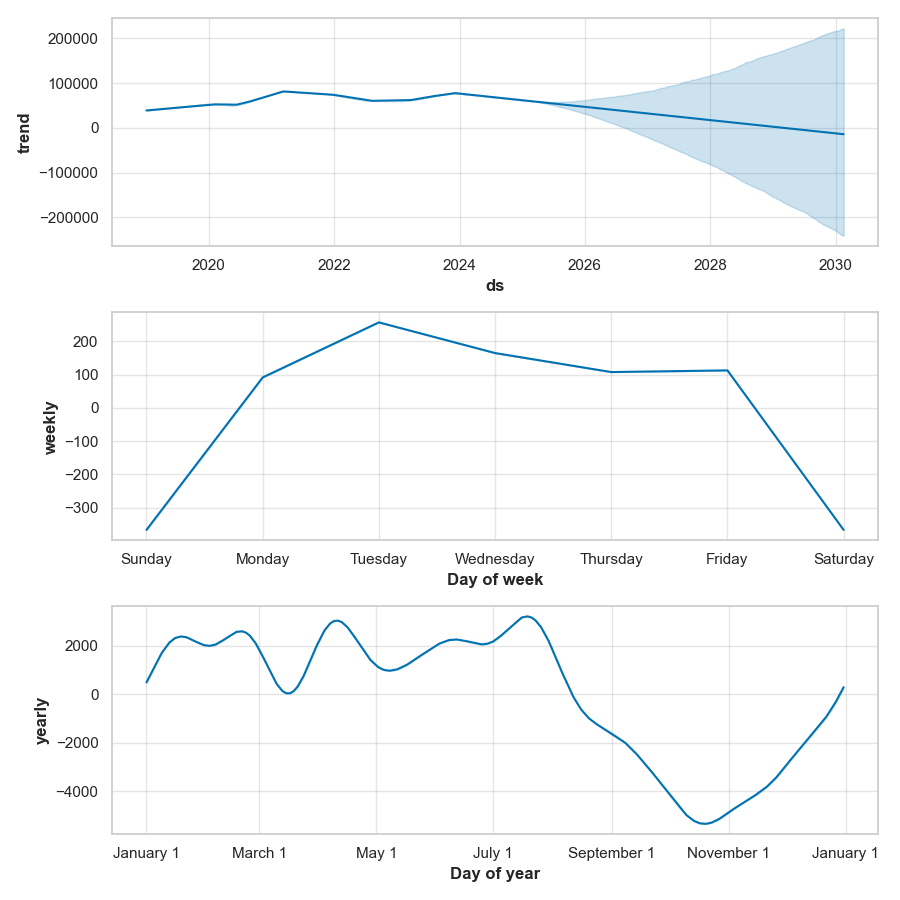 200000
100000
0
−100000
−200000
trend
2020 2022 2024 2026 2028 2030
ds
200
100
0
−100
−200
−300
weekly
Sunday Monday Tuesday Wednesday Thursday Friday Saturday
Day of week
2000
0
−2000
−4000
yearly
January 1 March 1 May 1 July 1 September 1 November 1 January 1
Day of year